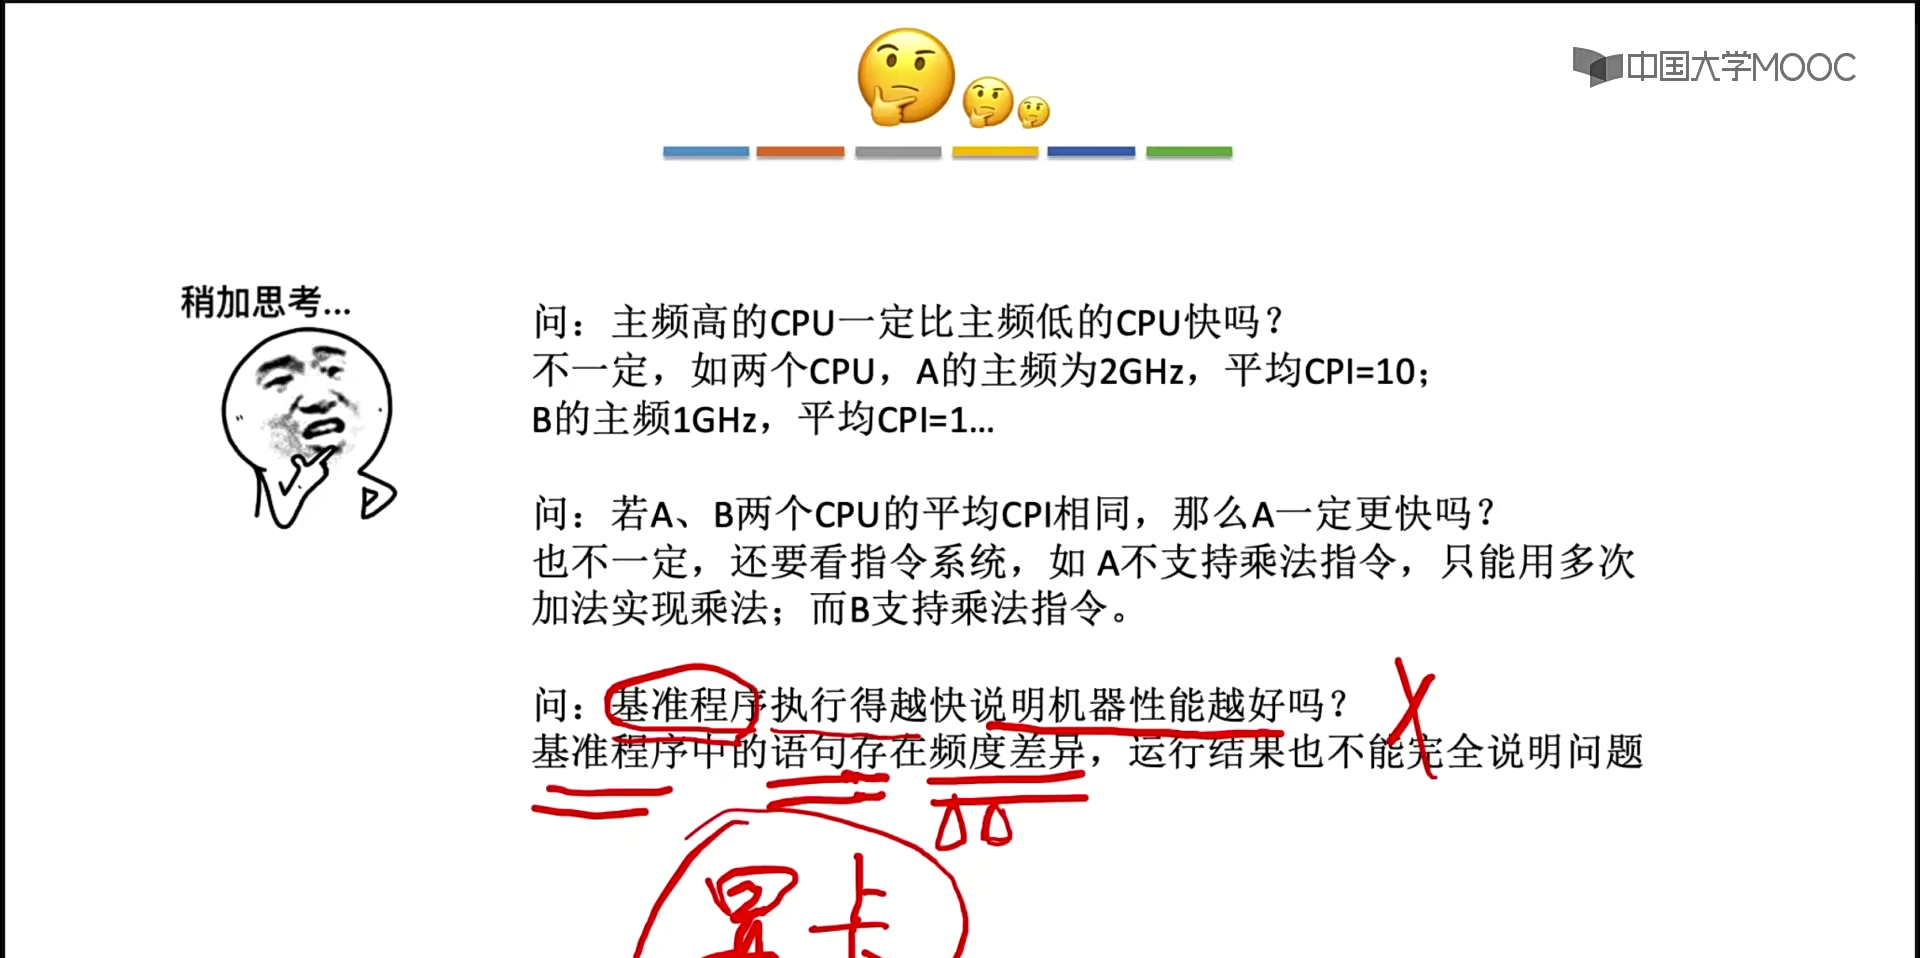 中国大学MOOC
稍加思考...
问：主频高的CPU一定比主频低的CPU快吗？
不一定，如两个CPU，A的主频为2GHz，平均CPI=10；
B的主频1GHz，平均CPI=1...
问：若A、B两个CPU的平均CPI相同，那么A一定更快吗？
也不一定，还要看指令系统，如 A不支持乘法指令，只能用多次
加法实现乘法；而B支持乘法指令。
问：基准程序执行得越快说明机器性能越好吗？
基准程序中的语句存在频度差异，运行结果也不能完全说明问题
显卡